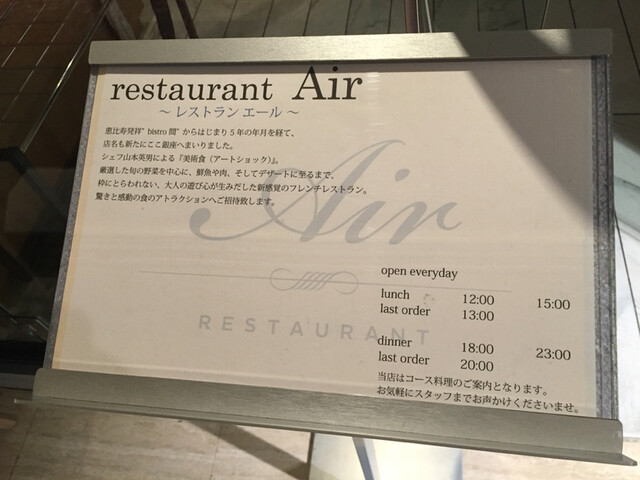 restaurant Air
～ レストラン エール ～
恵比寿発祥" bistro 間" からはじまり 5 年の年月を経て、
店名も新たにここ銀座へまいりました。
シェフ山本英男による『美術食（アートショック）』。
厳選した旬の野菜を中心に、鮮魚や肉、そしてデザートに至るまで、
枠にとらわれない、大人の遊び心が生みだした新感覚のフレンチレストラン。
驚きと感動の食のアトラクションへご招待致します。
Air
RESTAURANT
open everyday
lunch 12:00 15:00
last order 13:00
dinner 18:00 23:00
last order 20:00
当店はコース料理のご案内となります。
お気軽にスタッフまでお声かけくださいませ。